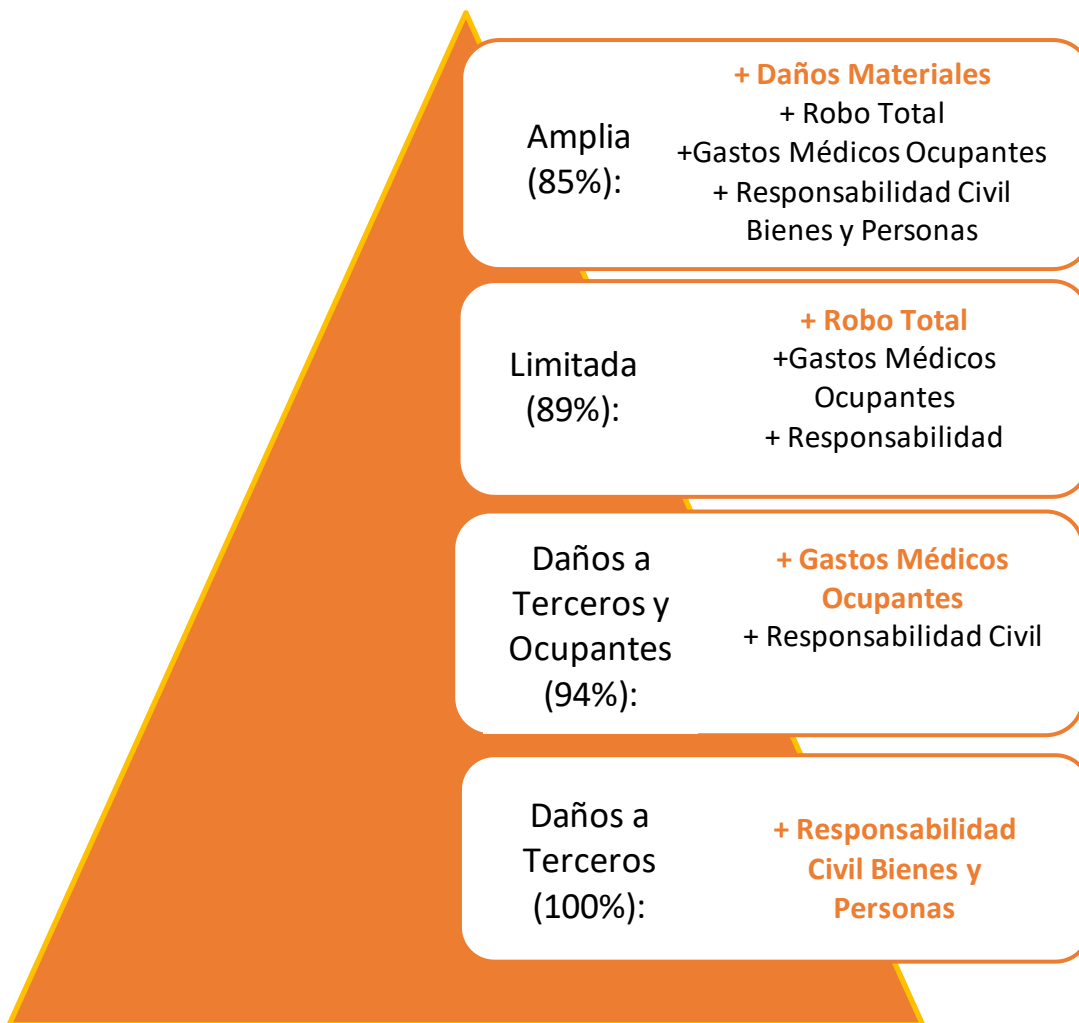 Amplia
(85%):
+ Daños Materiales
+ Robo Total
+Gastos Médicos Ocupantes
+ Responsabilidad Civil
Bienes y Personas
Limitada
(89%):
+ Robo Total
+Gastos Médicos
Ocupantes
+ Responsabilidad
Daños a
Terceros y
Ocupantes
(94%):
+ Gastos Médicos
Ocupantes
+ Responsabilidad Civil
Daños a
Terceros
(100%):
+ Responsabilidad
Civil Bienes y
Personas